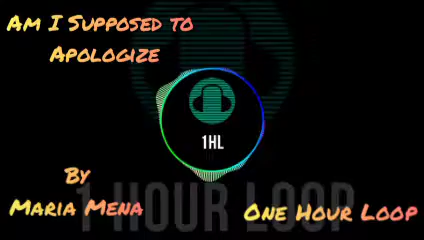 Am I Supposed to
Apologize
1HL
By
Maria Mena
1 HOUR LOOP
One Hour Loop